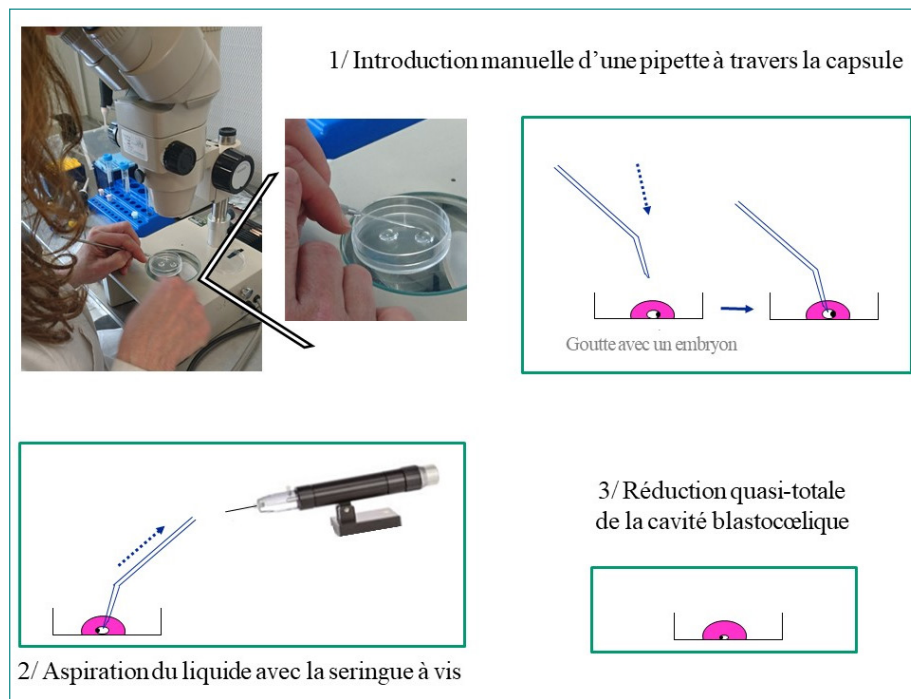 1/ Introduction manuelle d’une pipette à travers la capsule
Goutte avec un embryon
2/ Aspiration du liquide avec la seringue à vis
3/ Réduction quasi-totale
de la cavité blastocœlique